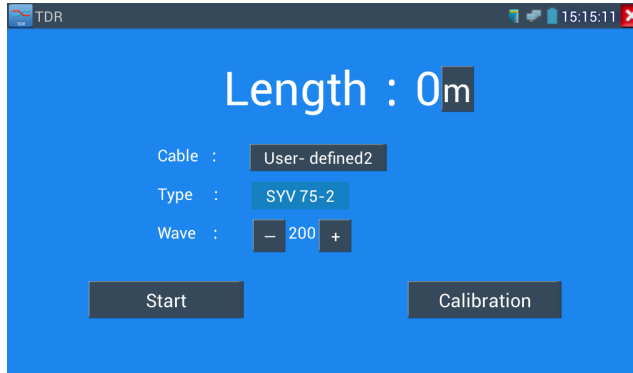 TDR 15:15:11
Length : 0m
Cable : User- defined2
Type : SYV 75-2
Wave : — 200 +
Start Calibration